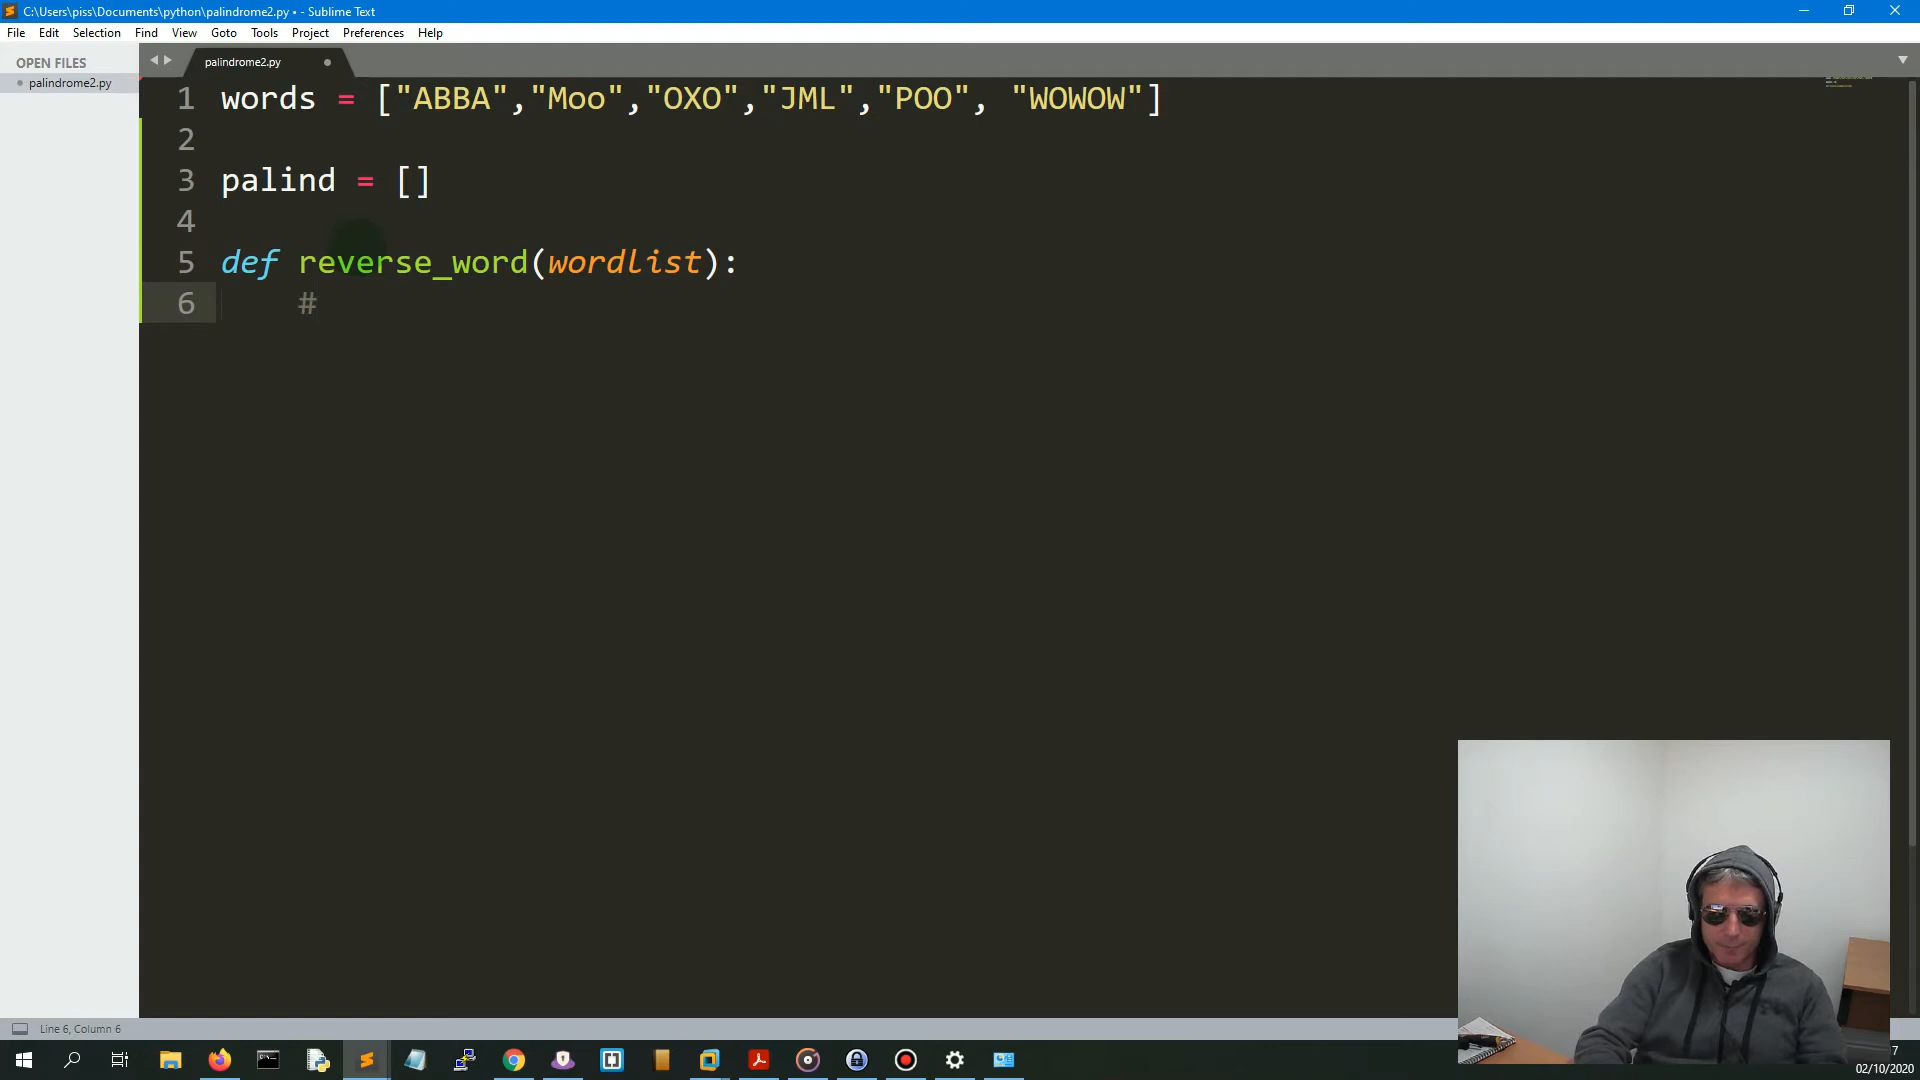 C:\Users\piss\Documents\python\palindrome2.py • - Sublime Text
File Edit Selection Find View Goto Tools Project Preferences Help
OPEN FILES
palindrome2.py
palindrome2.py
1 words = ["ABBA","Moo","OXO","JML","POO", "WOWOW"]
2
3 palind = []
4
5 def reverse_word(wordlist):
6 #
Line 6, Column 6
02/10/2020